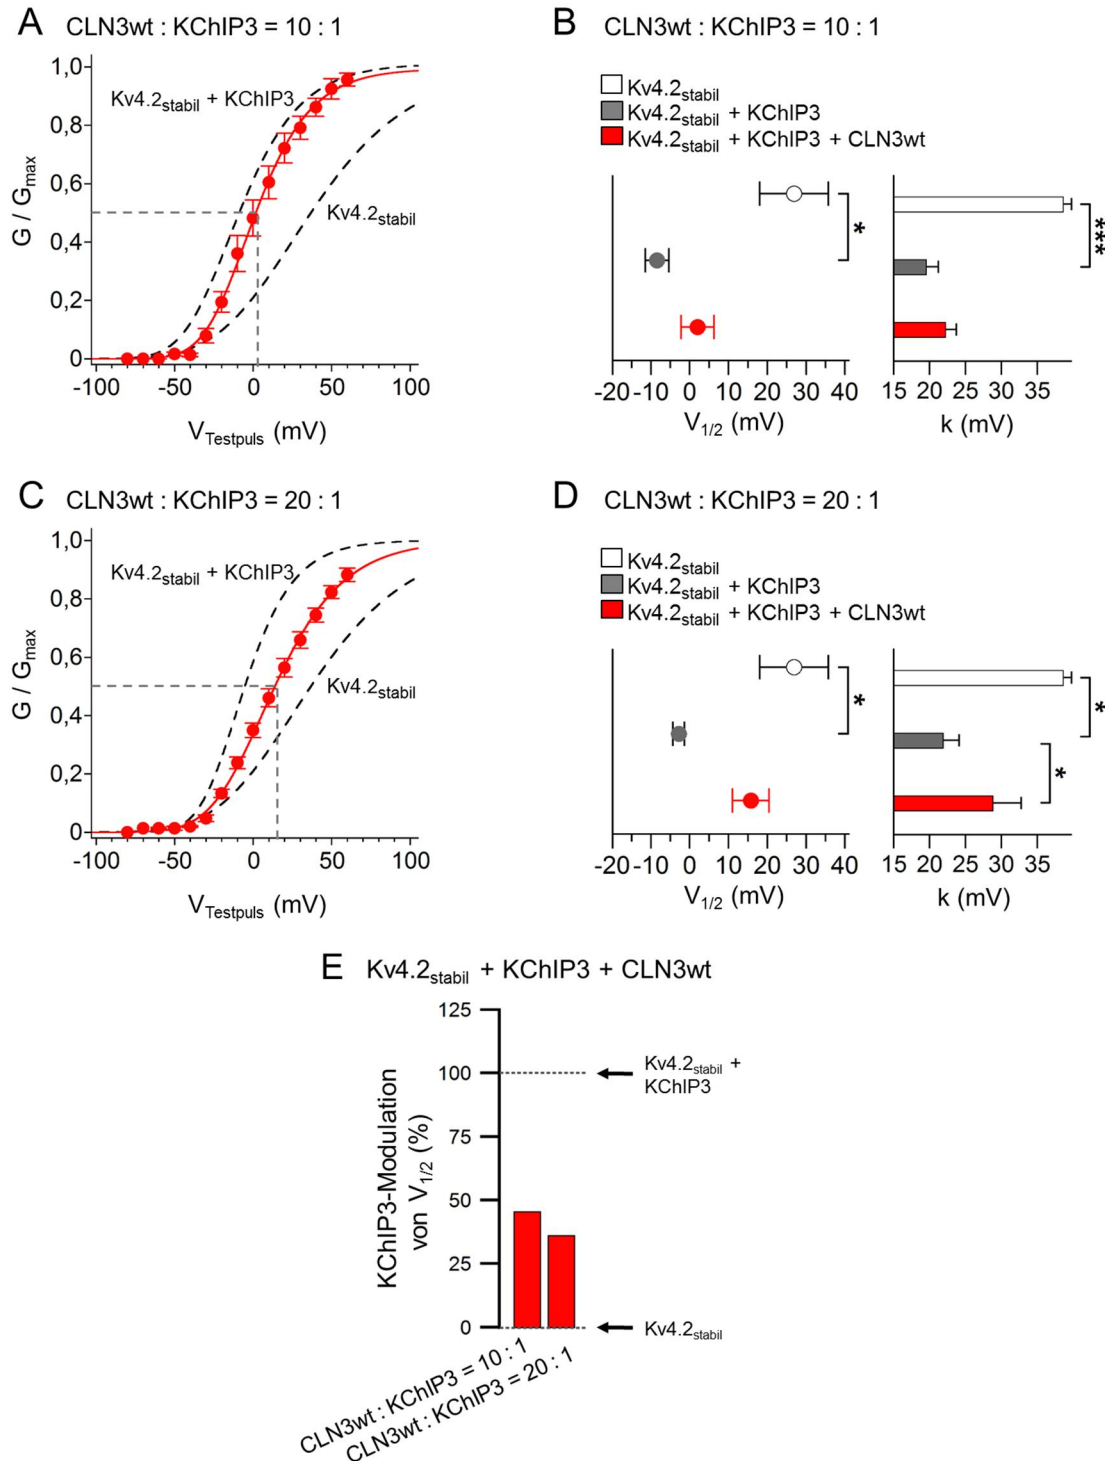 A CLN3wt : KChIP3 = 10 : 1
1,0
0,8
0,6
0,4
0,2
0
G / Gmax
Kv4.2stabil + KChIP3
Kv4.2stabil
-100 -50 0 50 100
VTestpuls (mV)
B CLN3wt : KChIP3 = 10 : 1
Kv4.2stabil
Kv4.2stabil + KChIP3
Kv4.2stabil + KChIP3 + CLN3wt
*
***
-20 -10 0 10 20 30 40
V1/2 (mV)
15 20 25 30 35
k (mV)
C CLN3wt : KChIP3 = 20 : 1
1,0
0,8
0,6
0,4
0,2
0
G / Gmax
Kv4.2stabil + KChIP3
Kv4.2stabil
-100 -50 0 50 100
VTestpuls (mV)
D CLN3wt : KChIP3 = 20 : 1
Kv4.2stabil
Kv4.2stabil + KChIP3
Kv4.2stabil + KChIP3 + CLN3wt
*
*
*
-20 -10 0 10 20 30 40
V1/2 (mV)
15 20 25 30 35
k (mV)
E Kv4.2stabil + KChIP3 + CLN3wt
125
100
75
50
25
0
KChIP3-Modulation
von V1/2 (%)
Kv4.2stabil +
KChIP3
Kv4.2stabil
CLN3wt : KChIP3 = 10 : 1
CLN3wt : KChIP3 = 20 : 1